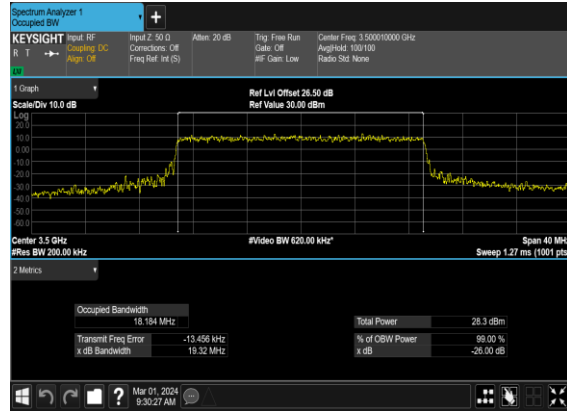 Spectrum Analyzer 1
Occupied BW
+
KEYSIGHT Input: RF Input Z: 50 Ω Atten: 20 dB Trig: Free Run Center Freq: 3.500010000 GHz
R T Coupling: DC Corrections: Off Gate: Off Avg|Hold: 100/100
Align: Off Freq Ref: Int (S) #IF Gain: Low Radio Std: None
1 Graph Ref Lvl Offset 26.50 dB
Scale/Div 10.0 dB Ref Value 30.00 dBm
Log
20.0
10.0
0.00
-10.0
-20.0
-30.0
-40.0
-50.0
-60.0
Center 3.5 GHz #Video BW 620.00 kHz* Span 40 MHz
#Res BW 200.00 kHz Sweep 1.27 ms (1001 pts
2 Metrics
Occupied Bandwidth
18.184 MHz Total Power 28.3 dBm
Transmit Freq Error -13.456 kHz % of OBW Power 99.00 %
x dB Bandwidth 19.32 MHz x dB -26.00 dB
? Mar 01, 2024
9:30:27 AM